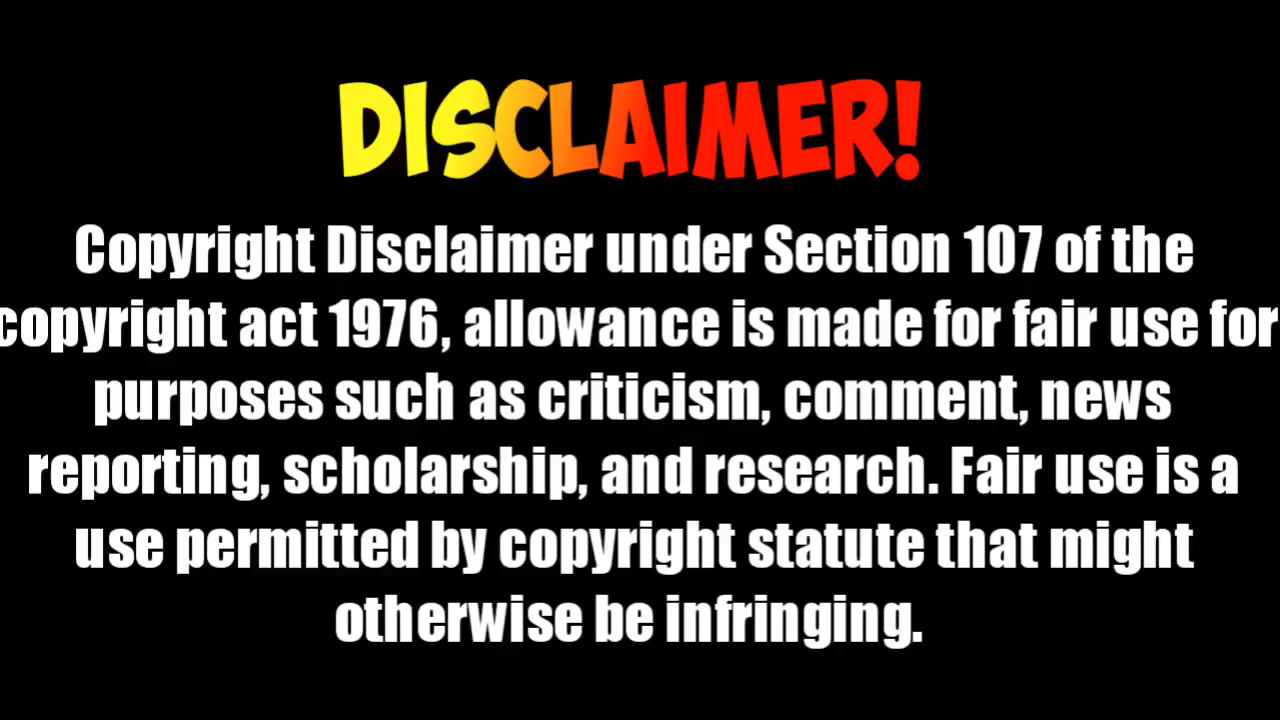 DISCLAIMER!
Copyright Disclaimer under Section 107 of the
copyright act 1976, allowance is made for fair use for
purposes such as criticism, comment, news
reporting, scholarship, and research. Fair use is a
use permitted by copyright statute that might
otherwise be infringing.